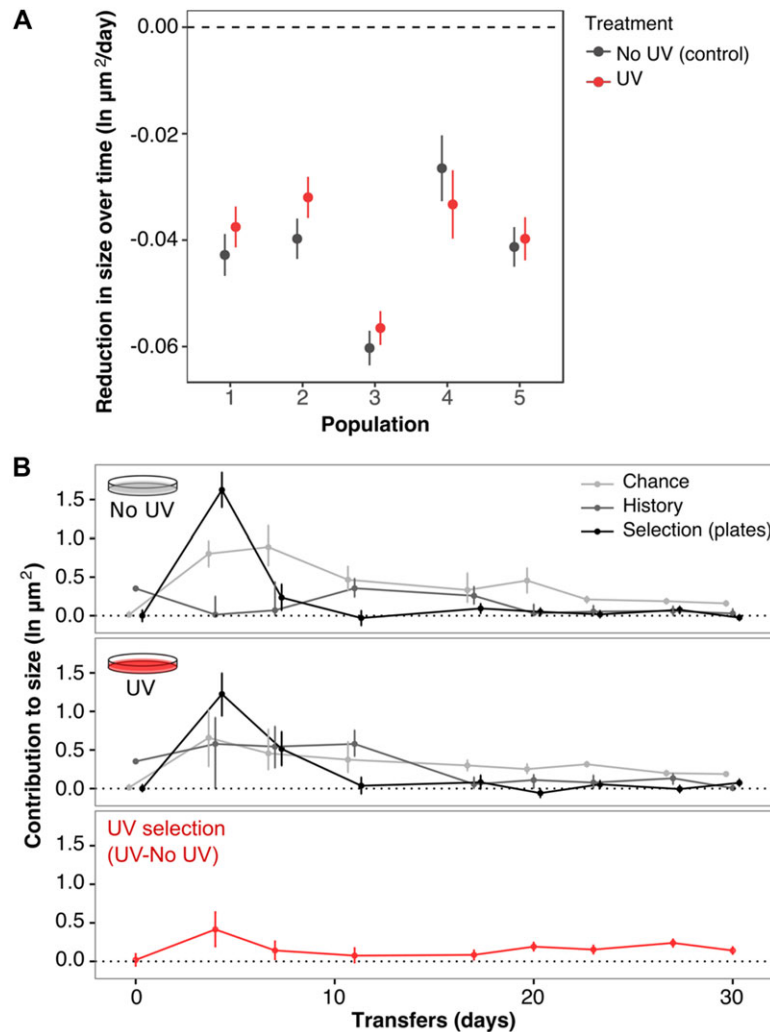 A
Reduction in size over time (ln µm²/day)
0.00
-0.02
-0.04
-0.06
1 2 3 4 5
Population
Treatment
No UV (control)
UV
B
Contribution to size (ln µm²)
No UV
1.5
1.0
0.5
0.0
Chance
History
Selection (plates)
UV
1.5
1.0
0.5
0.0
UV selection
(UV-No UV)
1.5
1.0
0.5
0.0
0 10 20 30
Transfers (days)